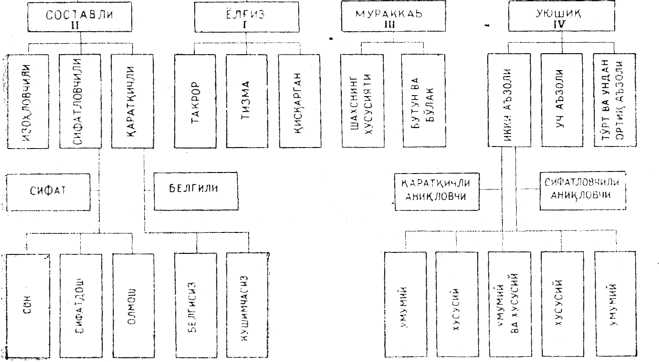 СОСТАВЛИ
II
ЁЛҒИЗ
I
МУРАККАБ
III
УЮШИҚ
IV
ИЗОҲЛОВЧИЛИ
СИФАТЛОВЧИЛИ
ҚАРАТҚИЧЛИ
ТАКРОР
ТИЗМА
ҚИСҚАРГАН
ШАХСНИНГ
ХУСУСИЯТИ
БУТУН ВА
БЎЛАК
ИККИ АЪЗОЛИ
УЧ АЪЗОЛИ
ТЎРТ ВА УНДАН
ОРТИҚ АЪЗОЛИ
СИФАТ
БЕЛГИЛИ
ҚАРАТҚИЧЛИ
АНИҚЛОВЧИ
СИФАТЛОВЧИЛИ
АНИҚЛОВЧИ
СОН
СИФАТДОШ
ОЛМОШ
БЕЛГИСИЗ
КУШИМЧАСИЗ
УМУМИЙ
ХУСУСИЙ
УМУМИЙ
ВА ХУСУСИЙ
ХУСУСИЙ
УМУМИЙ